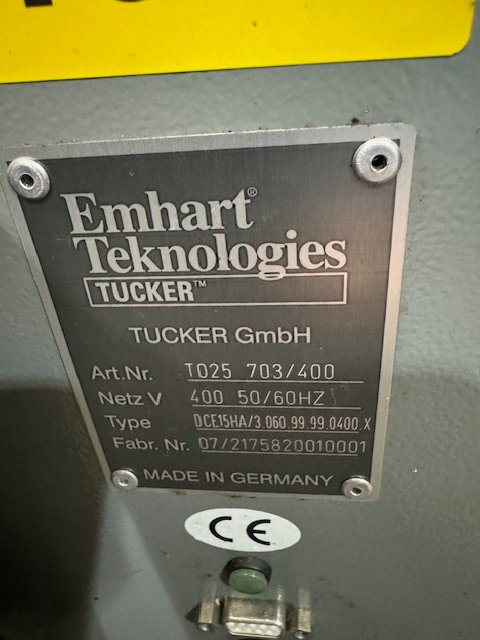 Emhart®
Teknologies
TUCKER™
TUCKER GmbH
Art.Nr. T025 703/400
Netz V 400 50/60HZ
Type DCE15HA/3.060.99.99.0400.X
Fabr. Nr. 07/2175820010001
MADE IN GERMANY
CE